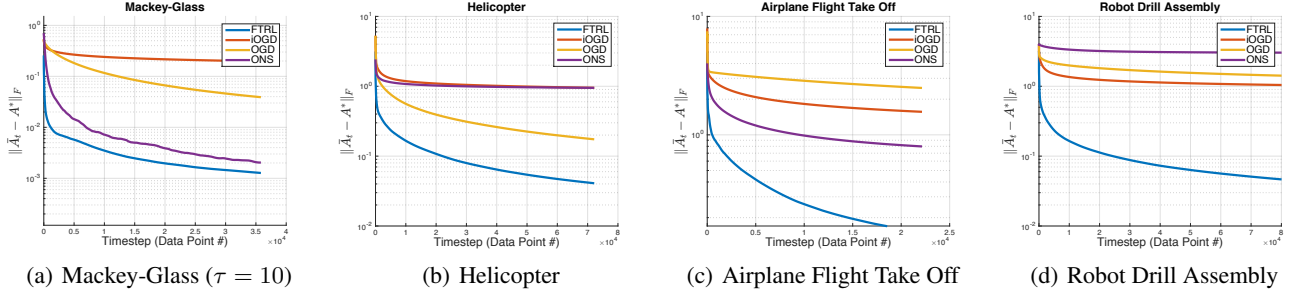 Mackey-Glass
10^0
10^-1
10^-2
10^-3
‖Ā_t − A*‖_F
FTRL
iOGD
OGD
ONS
0 0.5 1 1.5 2 2.5 3 3.5 4
×10^4
Timestep (Data Point #)
(a) Mackey-Glass (τ = 10)
Helicopter
10^1
10^0
10^-1
10^-2
‖Ā_t − A*‖_F
FTRL
iOGD
OGD
ONS
0 1 2 3 4 5 6 7 8
×10^4
Timestep (Data Point #)
(b) Helicopter
Airplane Flight Take Off
10^0
‖Ā_t − A*‖_F
FTRL
iOGD
OGD
ONS
0 0.5 1 1.5 2 2.5
×10^4
Timestep (Data Point #)
(c) Airplane Flight Take Off
Robot Drill Assembly
10^1
10^0
10^-1
10^-2
‖Ā_t − A*‖_F
FTRL
iOGD
OGD
ONS
0 1 2 3 4 5 6 7 8
×10^4
Timestep (Data Point #)
(d) Robot Drill Assembly